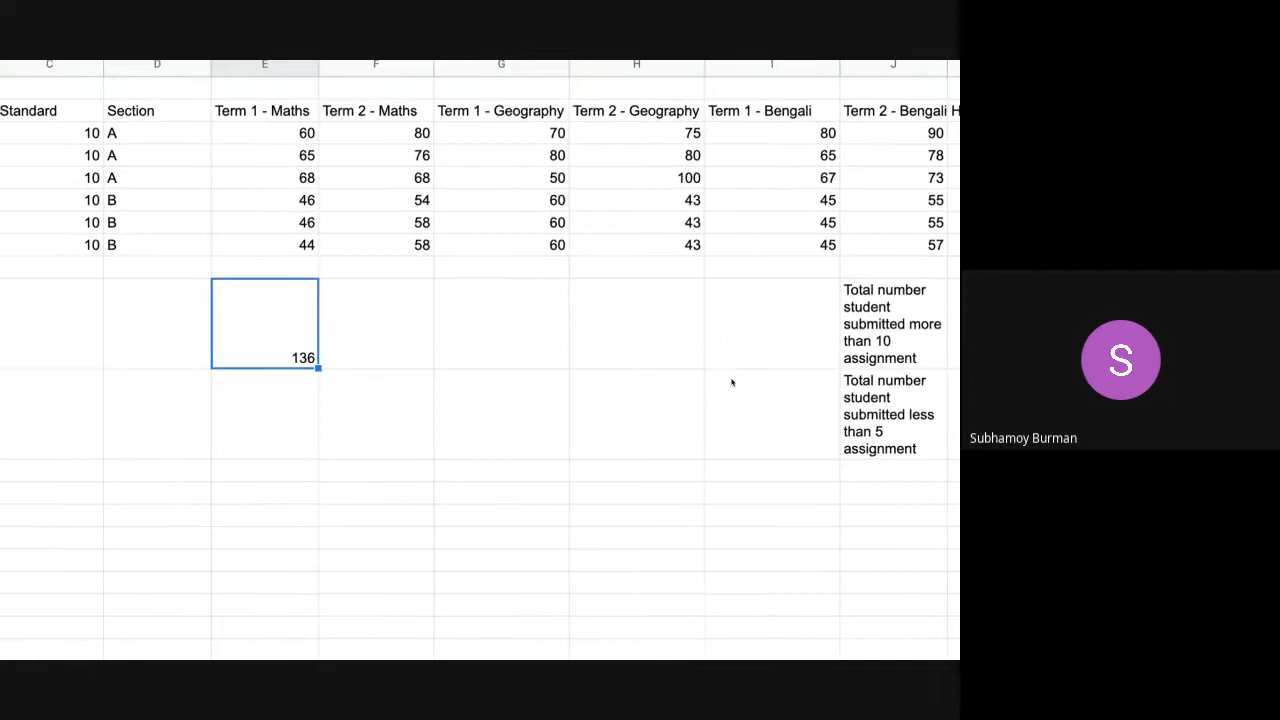 C D E F G H I J
Standard Section Term 1 - Maths Term 2 - Maths Term 1 - Geography Term 2 - Geography Term 1 - Bengali Term 2 - Bengali H
10 A 60 80 70 75 80 90
10 A 65 76 80 80 65 78
10 A 68 68 50 100 67 73
10 B 46 54 60 43 45 55
10 B 46 58 60 43 45 55
10 B 44 58 60 43 45 57
136
Total number
student
submitted more
than 10
assignment
Total number
student
submitted less
than 5
assignment
S
Subhamoy Burman